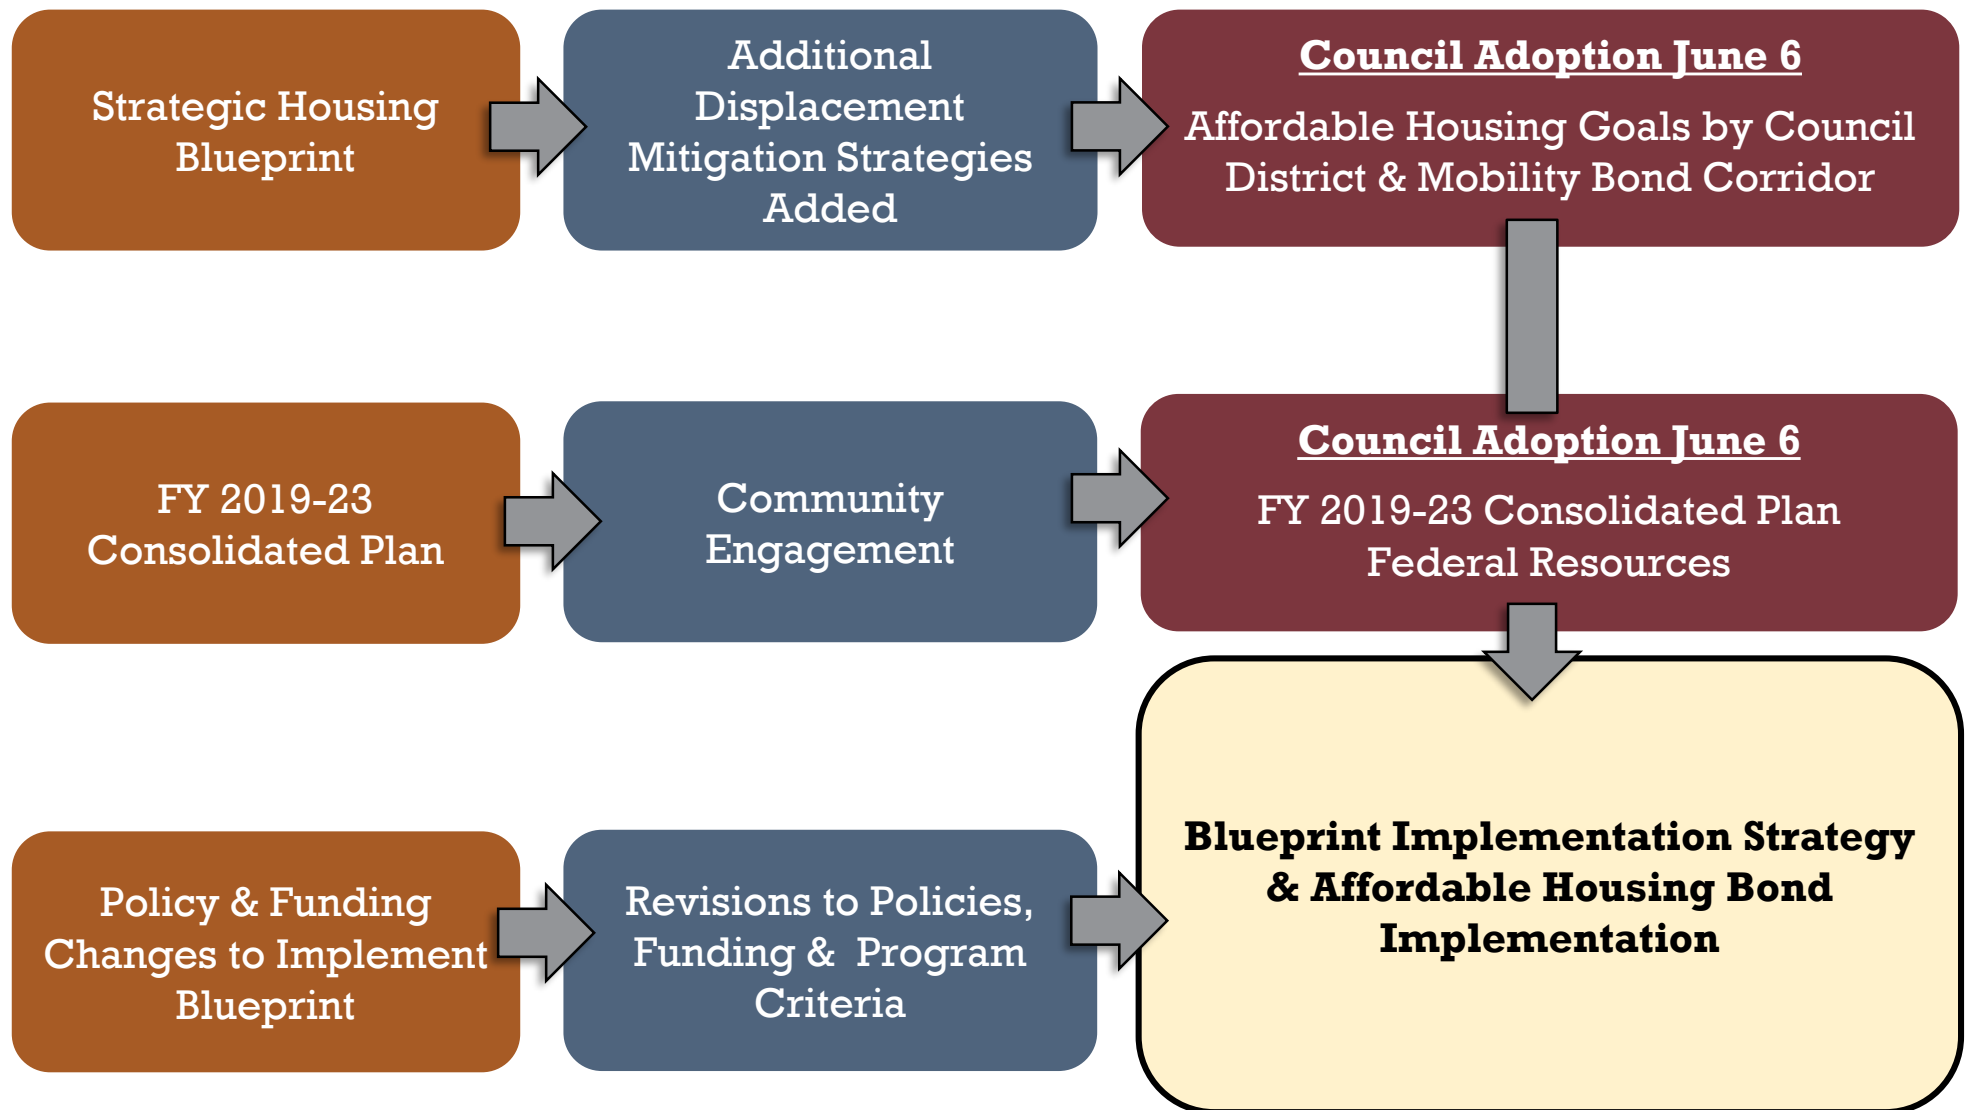 Strategic Housing
Blueprint
Additional
Displacement
Mitigation Strategies
Added
Council Adoption June 6
Affordable Housing Goals by Council
District & Mobility Bond Corridor
FY 2019-23
Consolidated Plan
Community
Engagement
Council Adoption June 6
FY 2019-23 Consolidated Plan
Federal Resources
Policy & Funding
Changes to Implement
Blueprint
Revisions to Policies,
Funding & Program
Criteria
Blueprint Implementation Strategy
& Affordable Housing Bond
Implementation